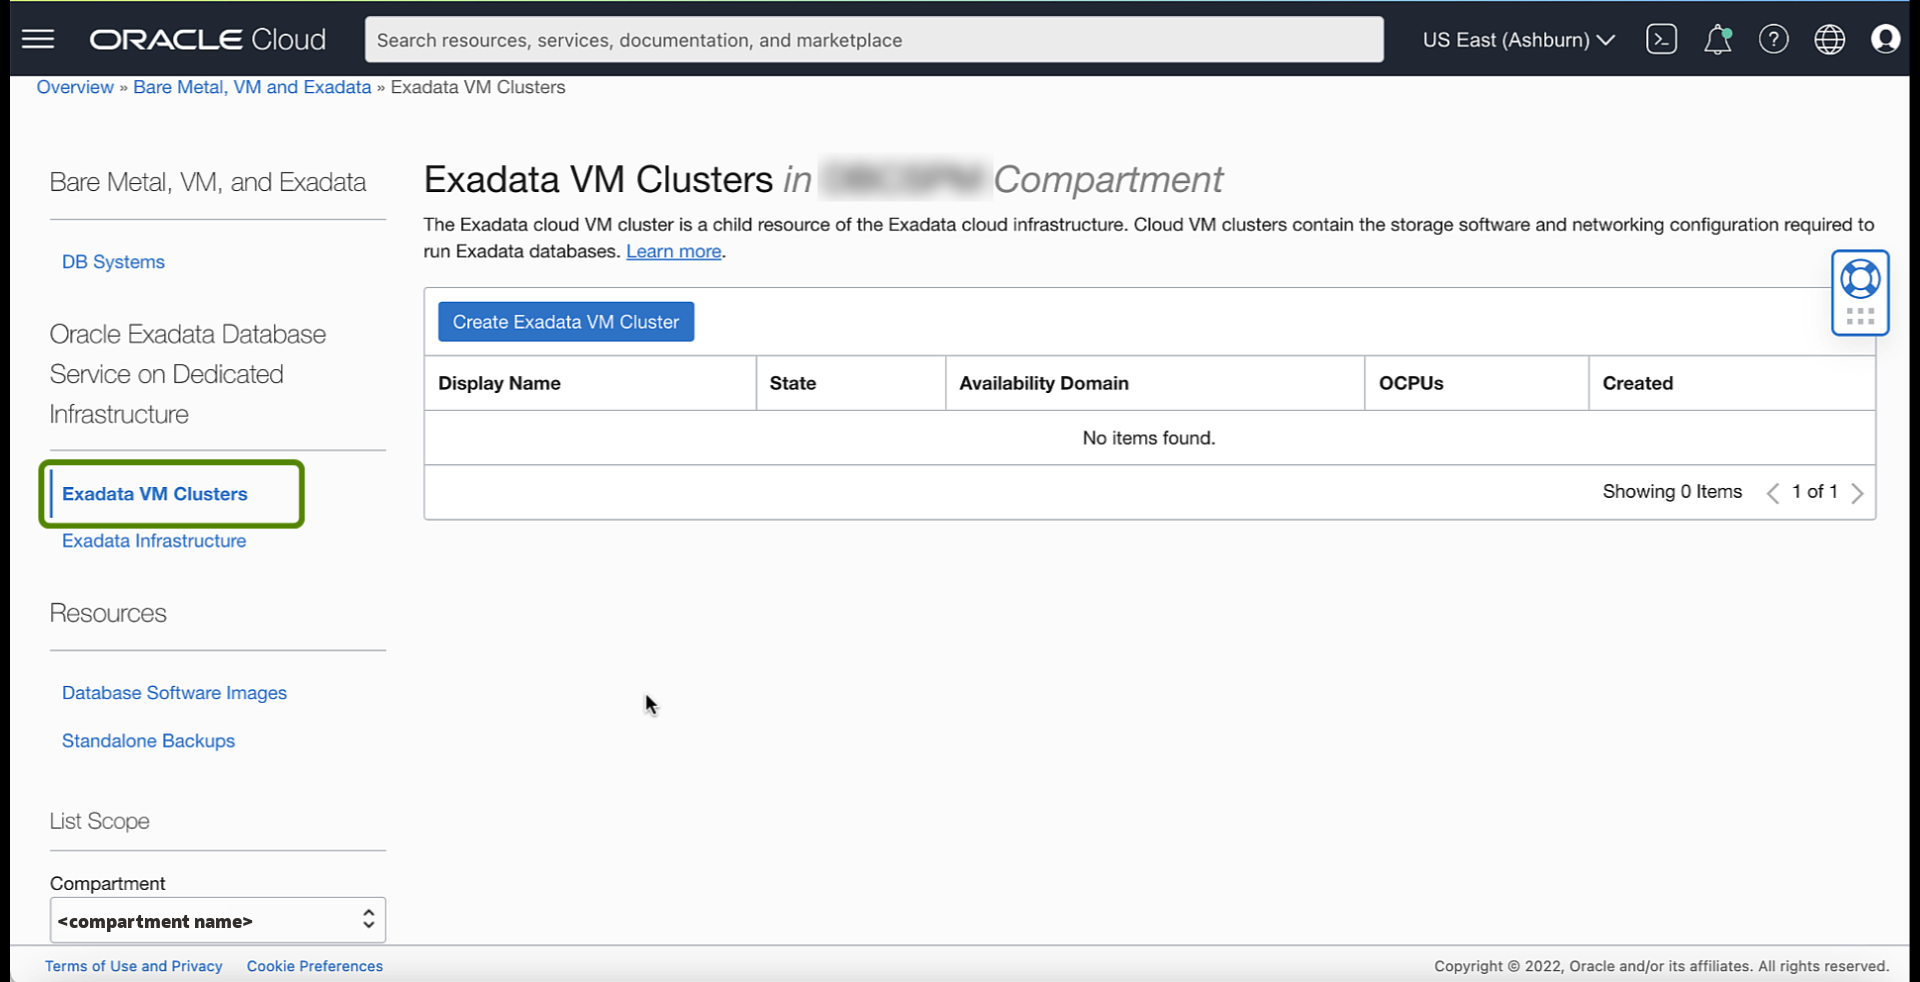 ORACLE Cloud
Search resources, services, documentation, and marketplace
US East (Ashburn)
Overview » Bare Metal, VM and Exadata » Exadata VM Clusters
Bare Metal, VM, and Exadata
DB Systems
Oracle Exadata Database
Service on Dedicated
Infrastructure
Exadata VM Clusters
Exadata Infrastructure
Resources
Database Software Images
Standalone Backups
List Scope
Compartment
<compartment name>
Exadata VM Clusters in Compartment
The Exadata cloud VM cluster is a child resource of the Exadata cloud infrastructure. Cloud VM clusters contain the storage software and networking configuration required to
run Exadata databases. Learn more.
Create Exadata VM Cluster
Display Name State Availability Domain OCPUs Created
No items found.
Showing 0 Items 1 of 1
Terms of Use and Privacy Cookie Preferences
Copyright © 2022, Oracle and/or its affiliates. All rights reserved.